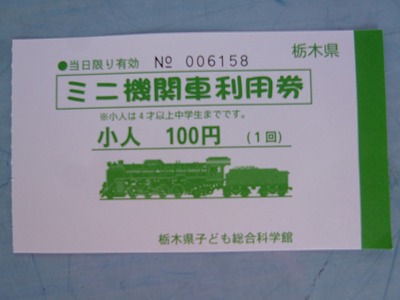 ●当日限り有効 No 006158 栃木県
ミニ機関車利用券
※小人は4才以上中学生までです。
小人 100円 (1回)
栃木県子ども総合科学館